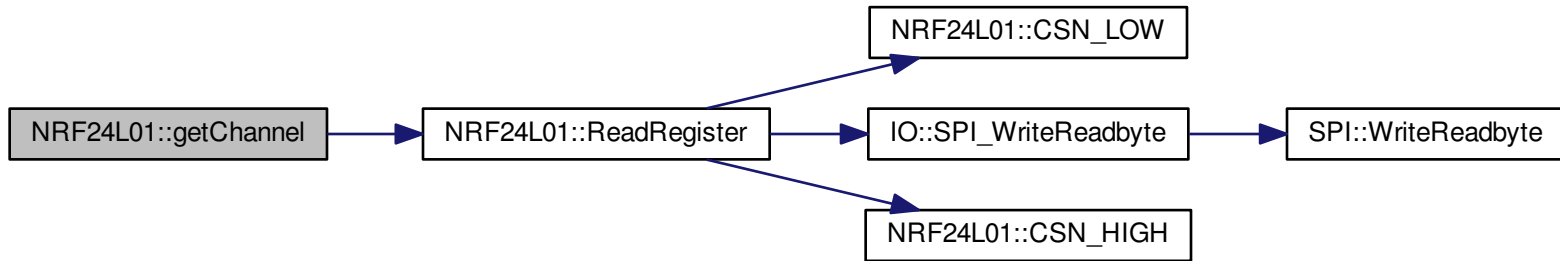 NRF24L01::CSN_LOW
NRF24L01::getChannel
NRF24L01::ReadRegister
IO::SPI_WriteReadbyte
SPI::WriteReadbyte
NRF24L01::CSN_HIGH